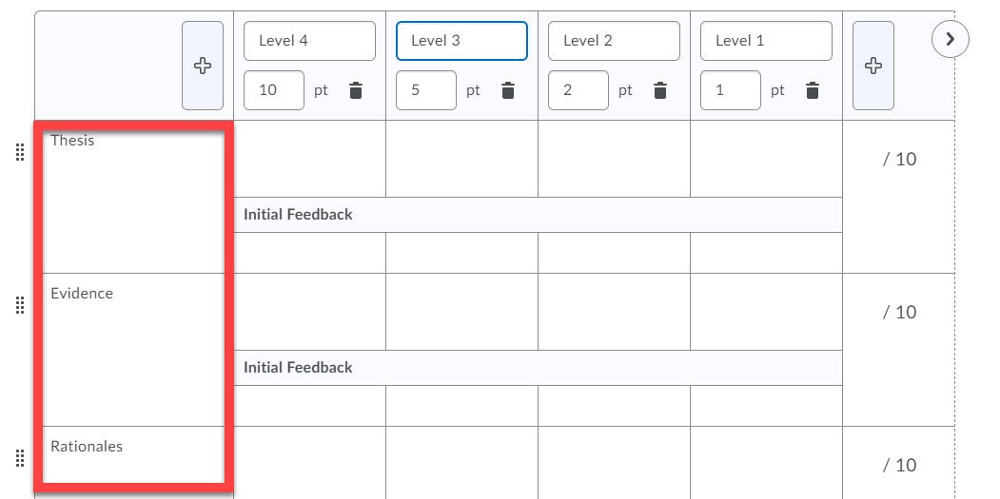 Level 4 Level 3 Level 2 Level 1
10 pt 5 pt 2 pt 1 pt
Thesis
/ 10
Initial Feedback
Evidence
/ 10
Initial Feedback
Rationales
/ 10